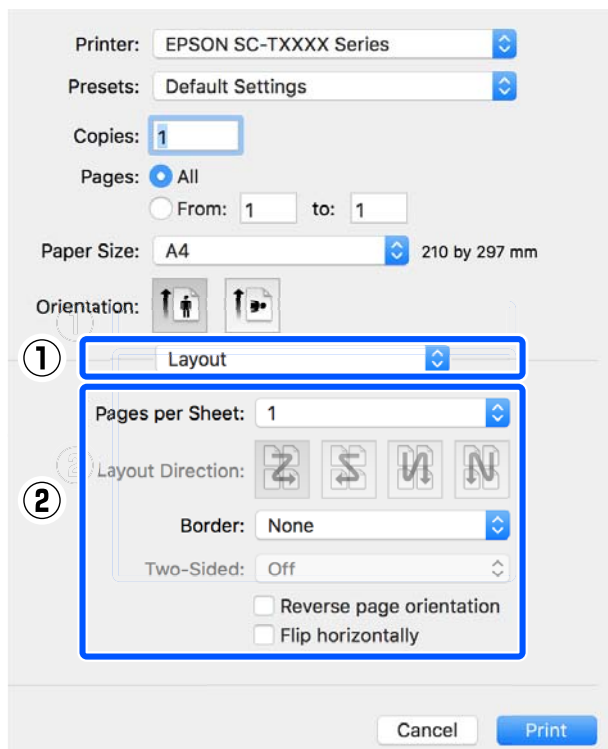 Printer: EPSON SC-TXXXX Series
Presets: Default Settings
Copies: 1
Pages: All
From: 1 to: 1
Paper Size: A4 210 by 297 mm
Orientation:
① Layout
Pages per Sheet: 1
② Layout Direction:
Border: None
Two-Sided: Off
Reverse page orientation
Flip horizontally
Cancel Print